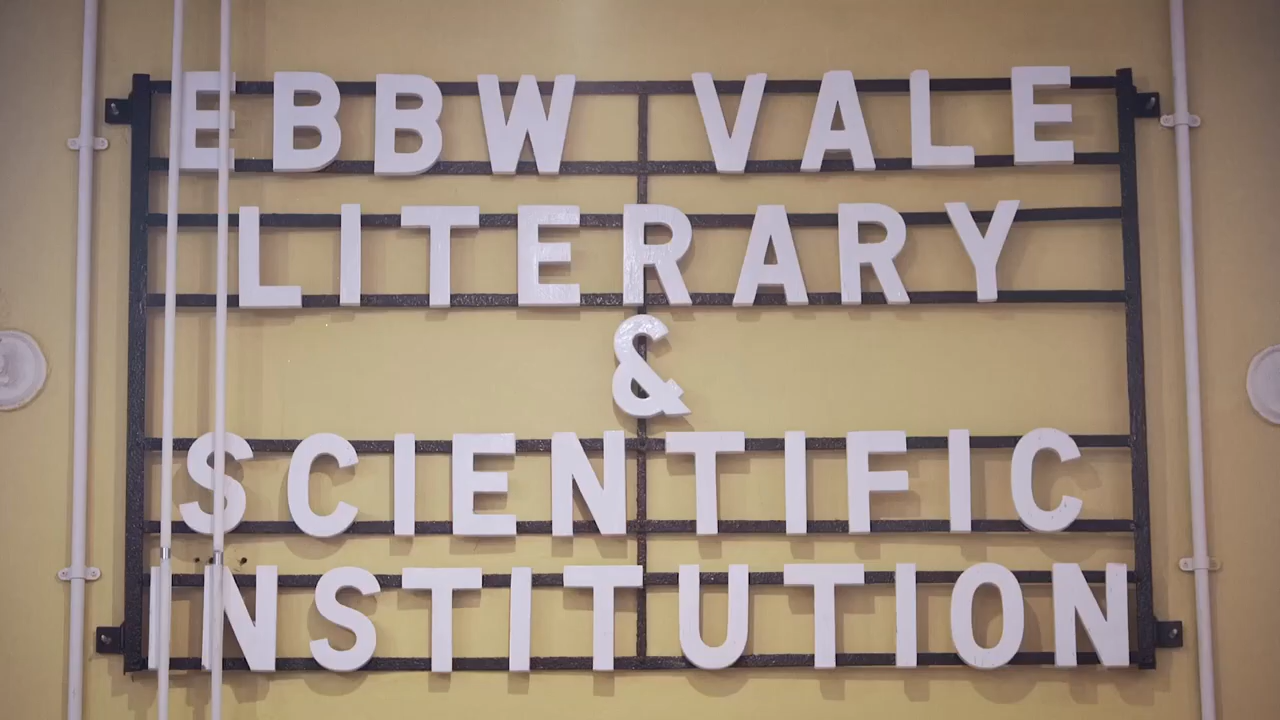 EBBW VALE
LITERARY
&
SCIENTIFIC
INSTITUTION